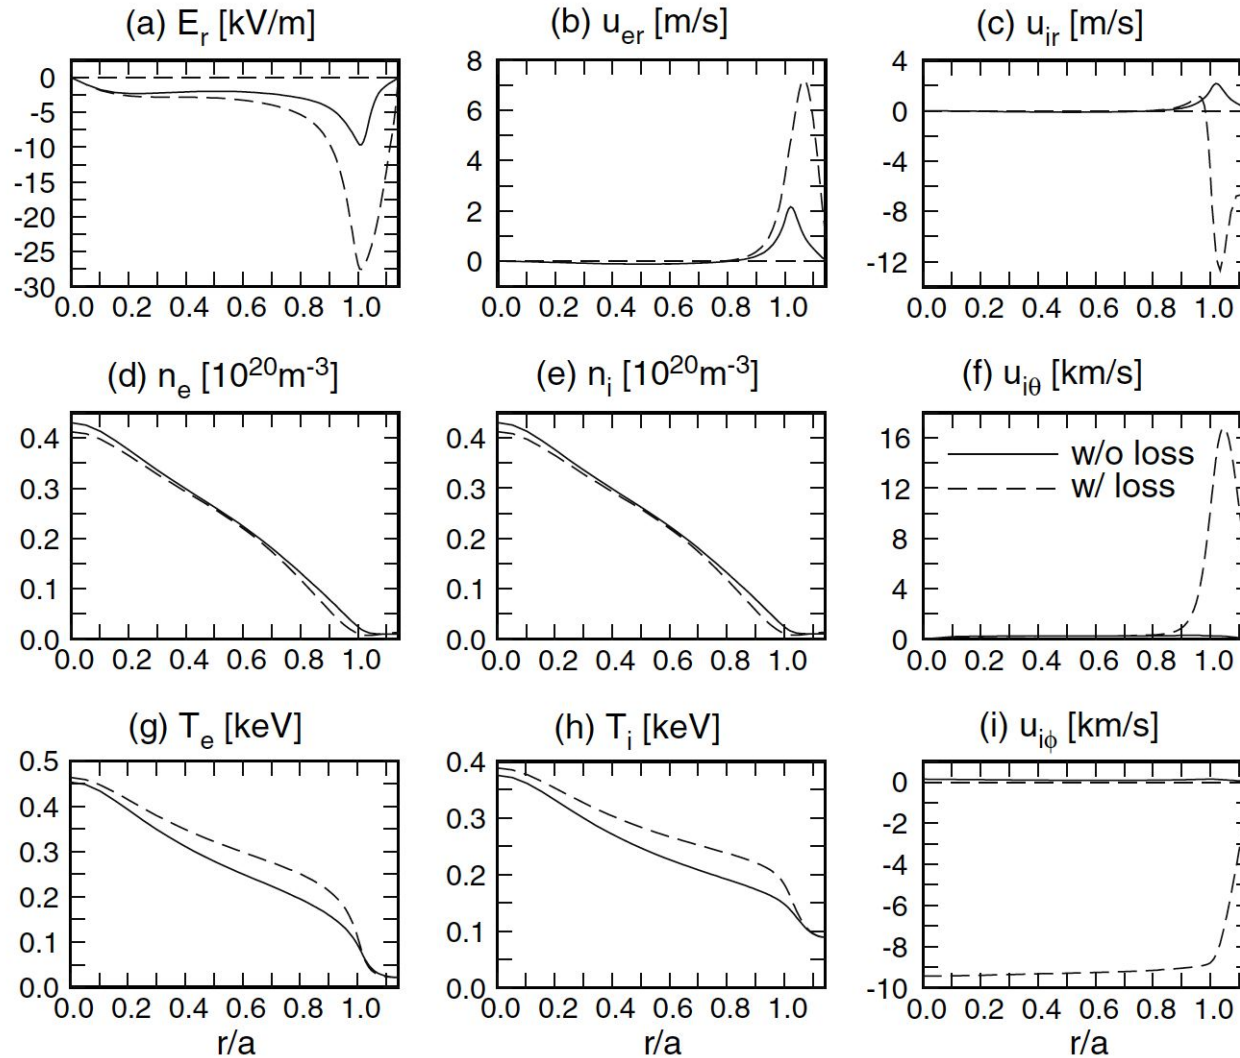 (a) E_r [kV/m]
0
-5
-10
-15
-20
-25
-30
0.0 0.2 0.4 0.6 0.8 1.0
(b) u_er [m/s]
8
6
4
2
0
0.0 0.2 0.4 0.6 0.8 1.0
(c) u_ir [m/s]
4
0
-4
-8
-12
0.0 0.2 0.4 0.6 0.8 1.0
(d) n_e [10^20m^-3]
0.4
0.3
0.2
0.1
0.0
0.0 0.2 0.4 0.6 0.8 1.0
(e) n_i [10^20m^-3]
0.4
0.3
0.2
0.1
0.0
0.0 0.2 0.4 0.6 0.8 1.0
(f) u_iθ [km/s]
16
12
8
4
0
w/o loss
w/ loss
0.0 0.2 0.4 0.6 0.8 1.0
(g) T_e [keV]
0.5
0.4
0.3
0.2
0.1
0.0
0.0 0.2 0.4 0.6 0.8 1.0
r/a
(h) T_i [keV]
0.4
0.3
0.2
0.1
0.0
0.0 0.2 0.4 0.6 0.8 1.0
r/a
(i) u_iϕ [km/s]
0
-2
-4
-6
-8
-10
0.0 0.2 0.4 0.6 0.8 1.0
r/a